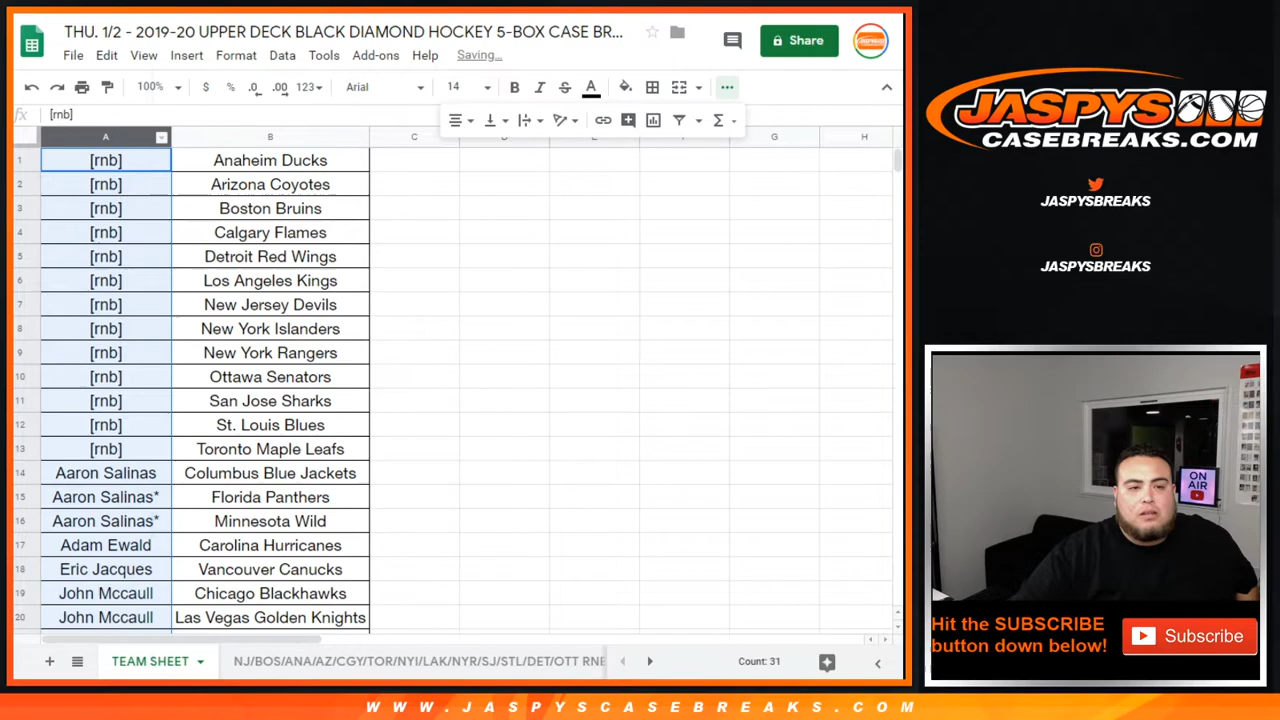 THU. 1/2 - 2019-20 UPPER DECK BLACK DIAMOND HOCKEY 5-BOX CASE BR...
Share
File Edit View Insert Format Data Tools Add-ons Help Saving...
100% $ % .0 .00 123 Arial 14 B I S A
fx [rnb]
A B C G H
1 [rnb] Anaheim Ducks
2 [rnb] Arizona Coyotes
3 [rnb] Boston Bruins
4 [rnb] Calgary Flames
5 [rnb] Detroit Red Wings
6 [rnb] Los Angeles Kings
7 [rnb] New Jersey Devils
8 [rnb] New York Islanders
9 [rnb] New York Rangers
10 [rnb] Ottawa Senators
11 [rnb] San Jose Sharks
12 [rnb] St. Louis Blues
13 [rnb] Toronto Maple Leafs
14 Aaron Salinas Columbus Blue Jackets
15 Aaron Salinas* Florida Panthers
16 Aaron Salinas* Minnesota Wild
17 Adam Ewald Carolina Hurricanes
18 Eric Jacques Vancouver Canucks
19 John Mccaull Chicago Blackhawks
20 John Mccaull Las Vegas Golden Knights
TEAM SHEET NJ/BOS/ANA/AZ/CGY/TOR/NYI/LAK/NYR/SJ/STL/DET/OTT RNB Count: 31
JASPYS
CASEBREAKS.COM
JASPYSBREAKS
JASPYSBREAKS
ON
AIR
Hit the SUBSCRIBE
button down below!
Subscribe
WWW.JASPYSCASEBREAKS.COM